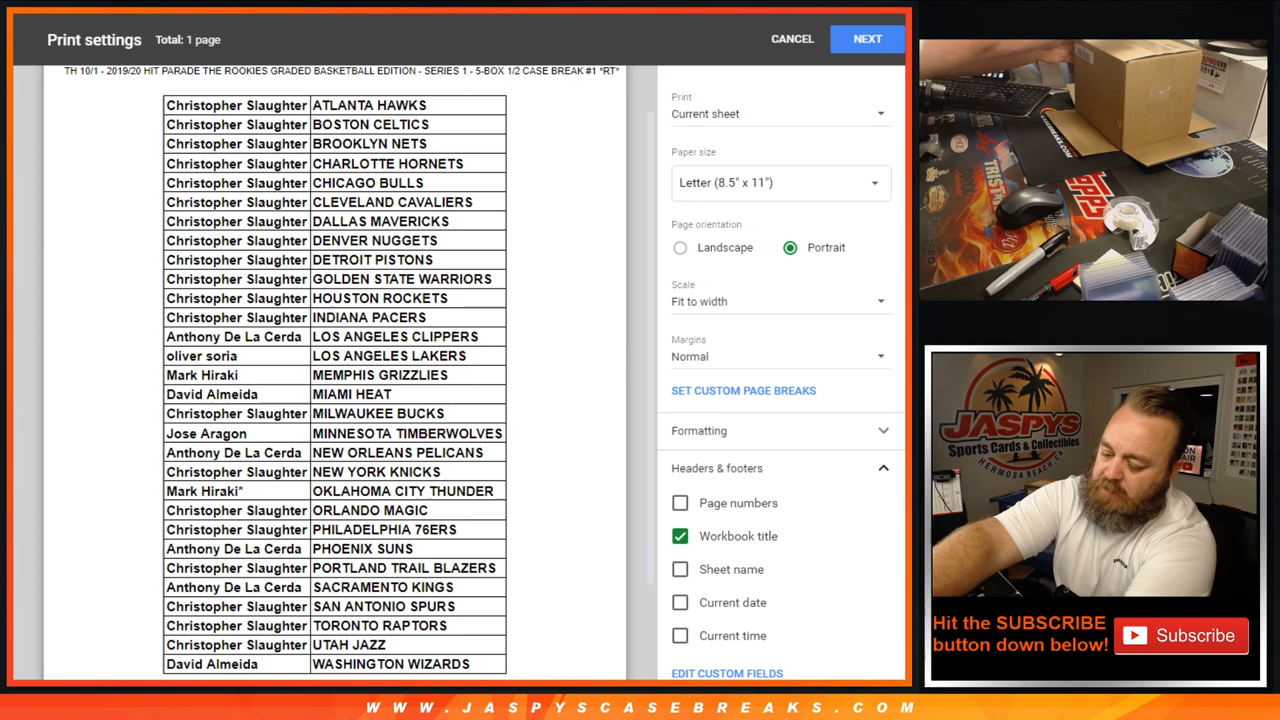 Print settings Total: 1 page CANCEL NEXT
TH 10/1 - 2019/20 HIT PARADE THE ROOKIES GRADED BASKETBALL EDITION - SERIES 1 - 5-BOX 1/2 CASE BREAK #1 *RT*
Christopher Slaughter ATLANTA HAWKS
Christopher Slaughter BOSTON CELTICS
Christopher Slaughter BROOKLYN NETS
Christopher Slaughter CHARLOTTE HORNETS
Christopher Slaughter CHICAGO BULLS
Christopher Slaughter CLEVELAND CAVALIERS
Christopher Slaughter DALLAS MAVERICKS
Christopher Slaughter DENVER NUGGETS
Christopher Slaughter DETROIT PISTONS
Christopher Slaughter GOLDEN STATE WARRIORS
Christopher Slaughter HOUSTON ROCKETS
Christopher Slaughter INDIANA PACERS
Anthony De La Cerda LOS ANGELES CLIPPERS
oliver soria LOS ANGELES LAKERS
Mark Hiraki MEMPHIS GRIZZLIES
David Almeida MIAMI HEAT
Christopher Slaughter MILWAUKEE BUCKS
Jose Aragon MINNESOTA TIMBERWOLVES
Anthony De La Cerda NEW ORLEANS PELICANS
Christopher Slaughter NEW YORK KNICKS
Mark Hiraki* OKLAHOMA CITY THUNDER
Christopher Slaughter ORLANDO MAGIC
Christopher Slaughter PHILADELPHIA 76ERS
Anthony De La Cerda PHOENIX SUNS
Christopher Slaughter PORTLAND TRAIL BLAZERS
Anthony De La Cerda SACRAMENTO KINGS
Christopher Slaughter SAN ANTONIO SPURS
Christopher Slaughter TORONTO RAPTORS
Christopher Slaughter UTAH JAZZ
David Almeida WASHINGTON WIZARDS
Print
Current sheet
Paper size
Letter (8.5" x 11")
Page orientation
Landscape Portrait
Scale
Fit to width
Margins
Normal
SET CUSTOM PAGE BREAKS
Formatting
Headers & footers
Page numbers
Workbook title
Sheet name
Current date
Current time
EDIT CUSTOM FIELDS
TOPPS
JASPYS
Sports Cards & Collectibles
HERMOSA BEACH, CA
Hit the SUBSCRIBE
button down below!
Subscribe
WWW.JASPYSCASEBREAKS.COM